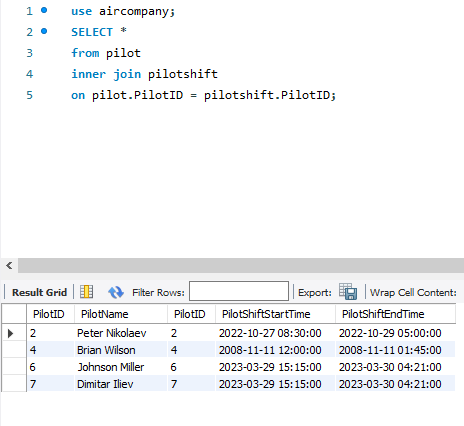 1 use aircompany;
2 SELECT *
3 from pilot
4 inner join pilotshift
5 on pilot.PilotID = pilotshift.PilotID;
Result Grid Filter Rows: Export: Wrap Cell Content:
PilotID PilotName PilotID PilotShiftStartTime PilotShiftEndTime
2 Peter Nikolaev 2 2022-10-27 08:30:00 2022-10-29 05:00:00
4 Brian Wilson 4 2008-11-11 12:00:00 2008-11-11 01:45:00
6 Johnson Miller 6 2023-03-29 15:15:00 2023-03-30 04:21:00
7 Dimitar Iliev 7 2023-03-29 15:15:00 2023-03-30 04:21:00